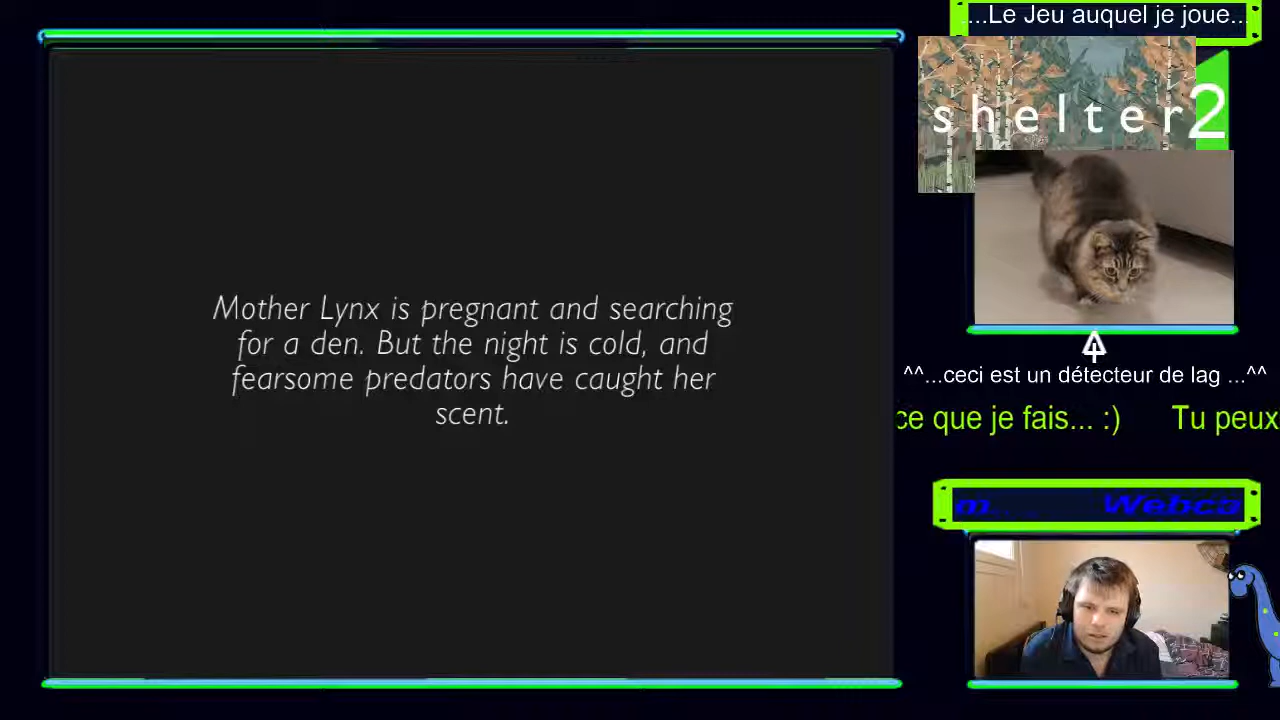 ...Le Jeu auquel je joue...
shelter2
Mother Lynx is pregnant and searching
for a den. But the night is cold, and
fearsome predators have caught her
scent.
^^...ceci est un détecteur de lag ...^^
ce que je fais... :) Tu peux
m... Webca